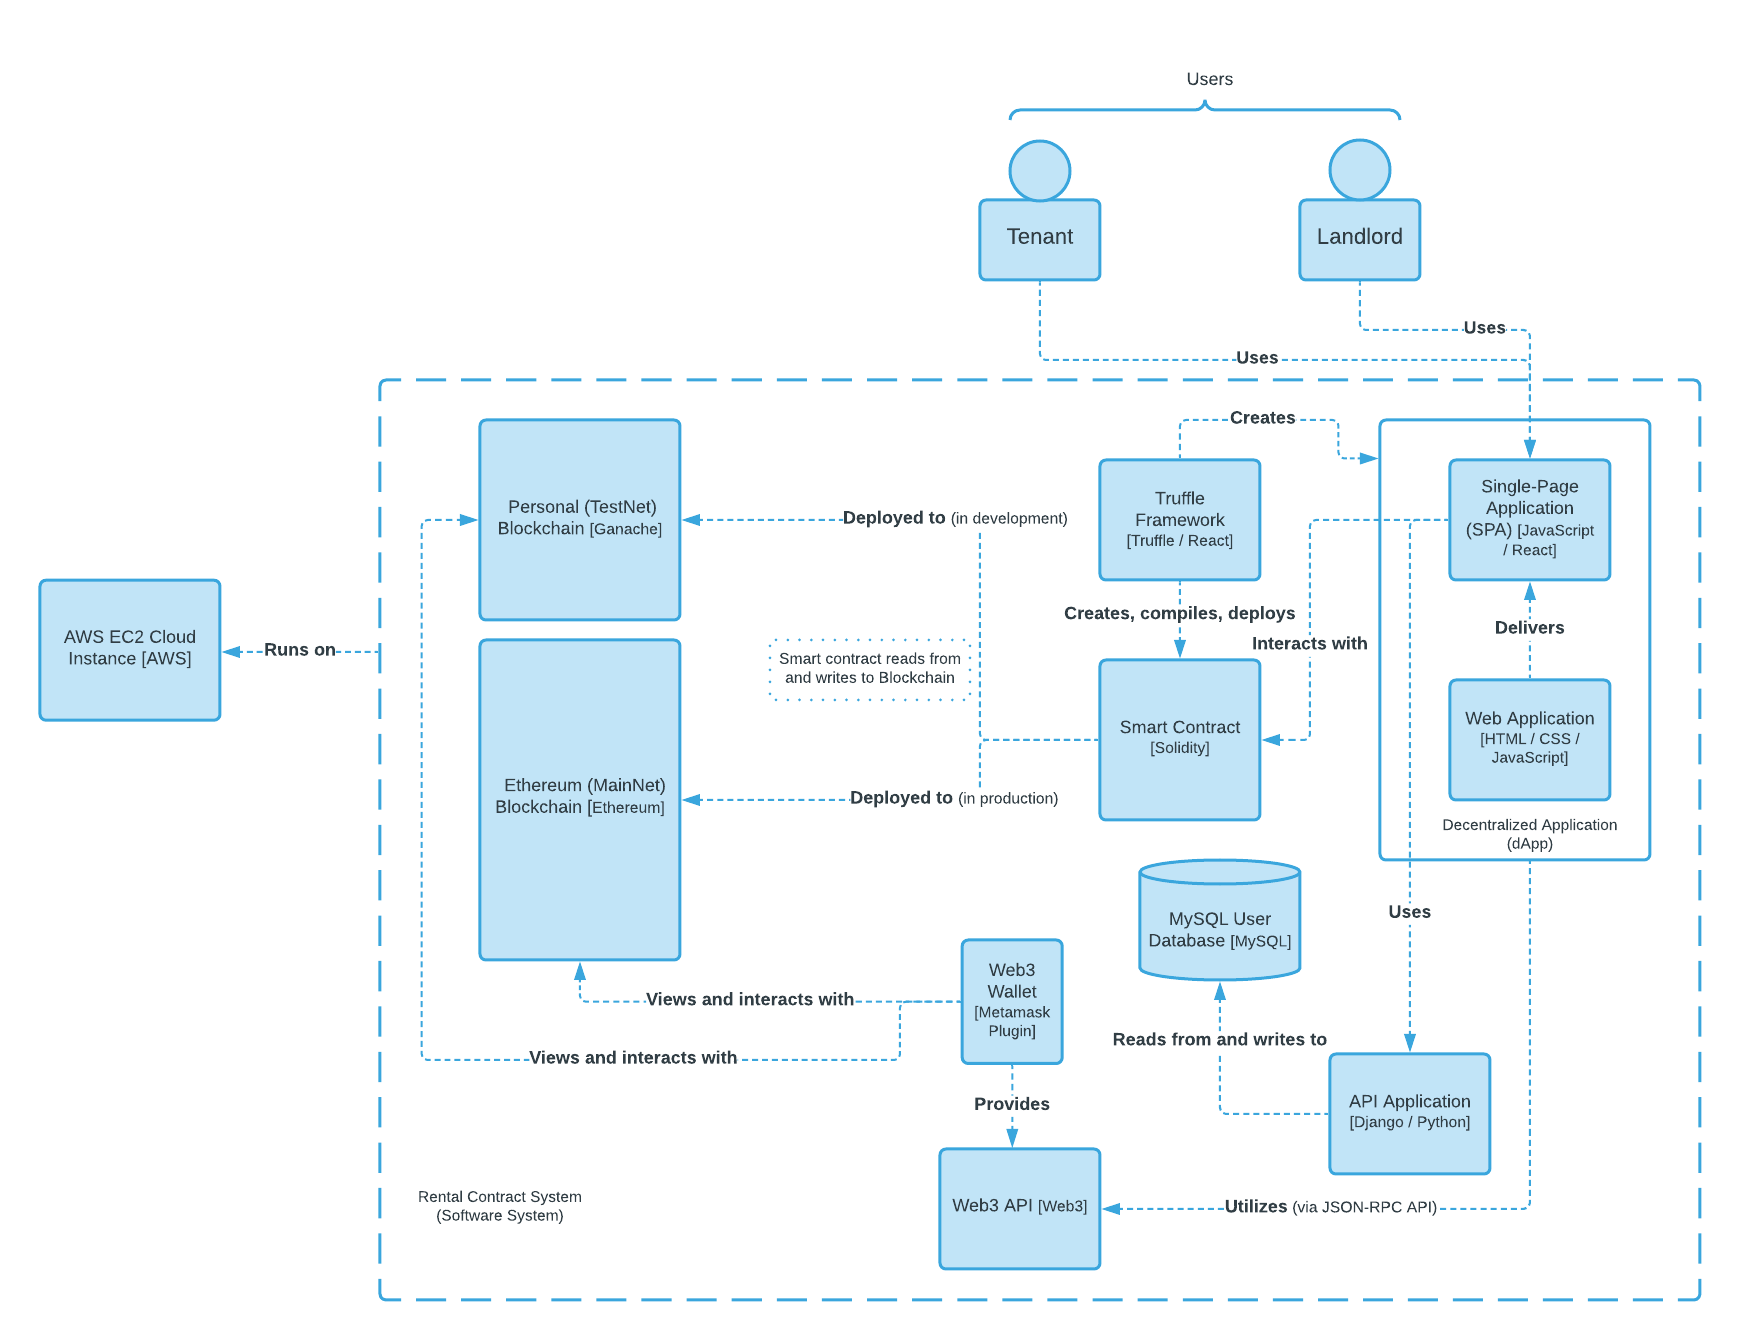 Users
Tenant
Landlord
Uses
Uses
Creates
Personal (TestNet)
Blockchain [Ganache]
Deployed to (in development)
Truffle
Framework
[Truffle / React]
Single-Page
Application
(SPA) [JavaScript
/ React]
Creates, compiles, deploys
Interacts with
Delivers
AWS EC2 Cloud
Instance [AWS]
Runs on
Smart contract reads from
and writes to Blockchain
Smart Contract
[Solidity]
Web Application
[HTML / CSS /
JavaScript]
Ethereum (MainNet)
Blockchain [Ethereum]
Deployed to (in production)
Decentralized Application
(dApp)
MySQL User
Database [MySQL]
Uses
Web3
Wallet
[Metamask
Plugin]
Views and interacts with
Views and interacts with
Reads from and writes to
Provides
API Application
[Django / Python]
Rental Contract System
(Software System)
Web3 API [Web3]
Utilizes (via JSON-RPC API)